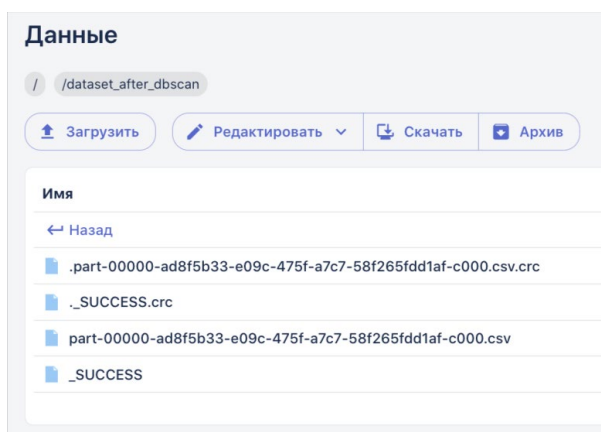 Данные
/ /dataset_after_dbscan
Загрузить Редактировать Скачать Архив
Имя
Назад
.part-00000-ad8f5b33-e09c-475f-a7c7-58f265fdd1af-c000.csv.crc
._SUCCESS.crc
part-00000-ad8f5b33-e09c-475f-a7c7-58f265fdd1af-c000.csv
_SUCCESS